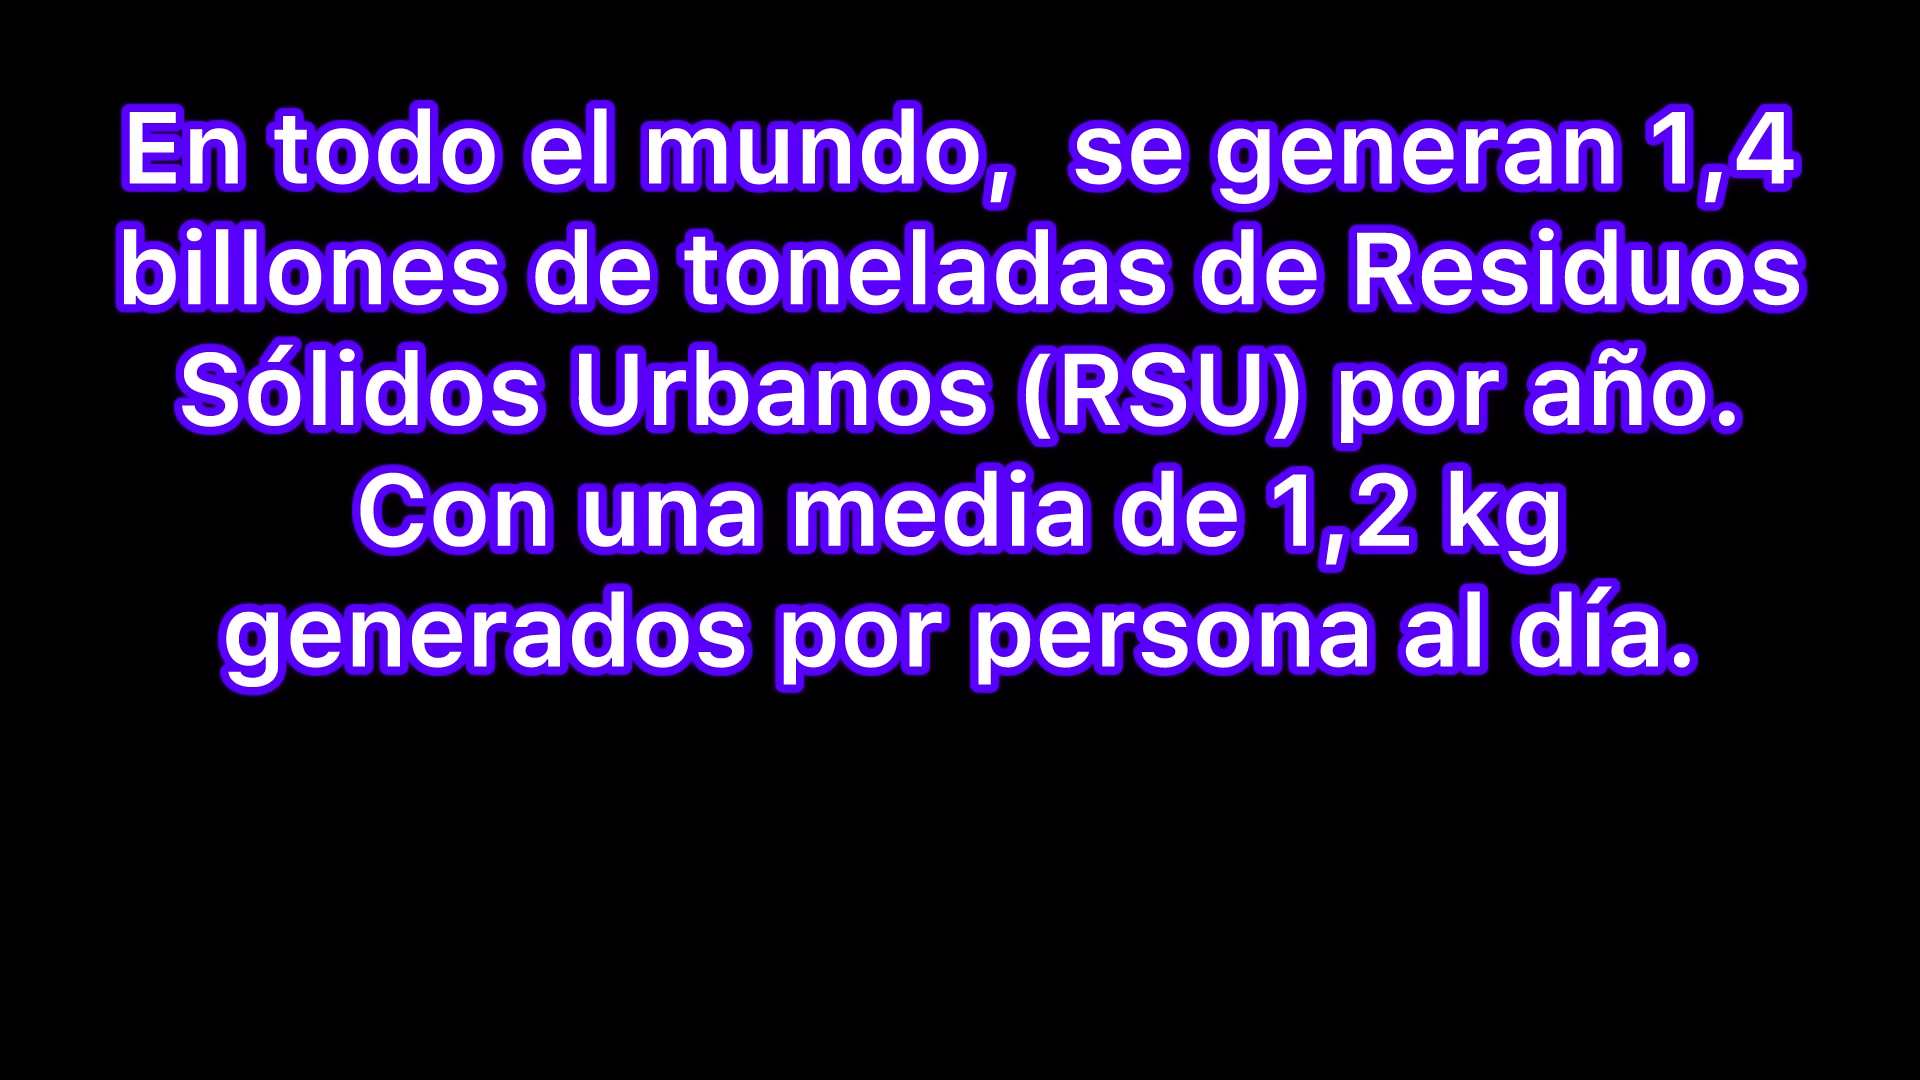 En todo el mundo,  se generan 1,4
billones de toneladas de Residuos
Sólidos Urbanos (RSU) por año.
Con una media de 1,2 kg
generados por persona al día.